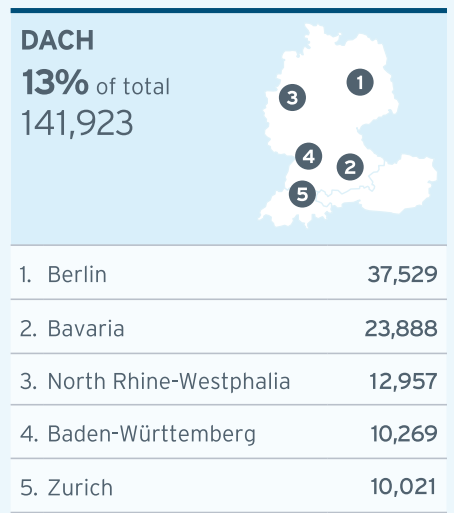 DACH
13% of total
141,923
1
3
4
2
5
1. Berlin 37,529
2. Bavaria 23,888
3. North Rhine-Westphalia 12,957
4. Baden-Württemberg 10,269
5. Zurich 10,021